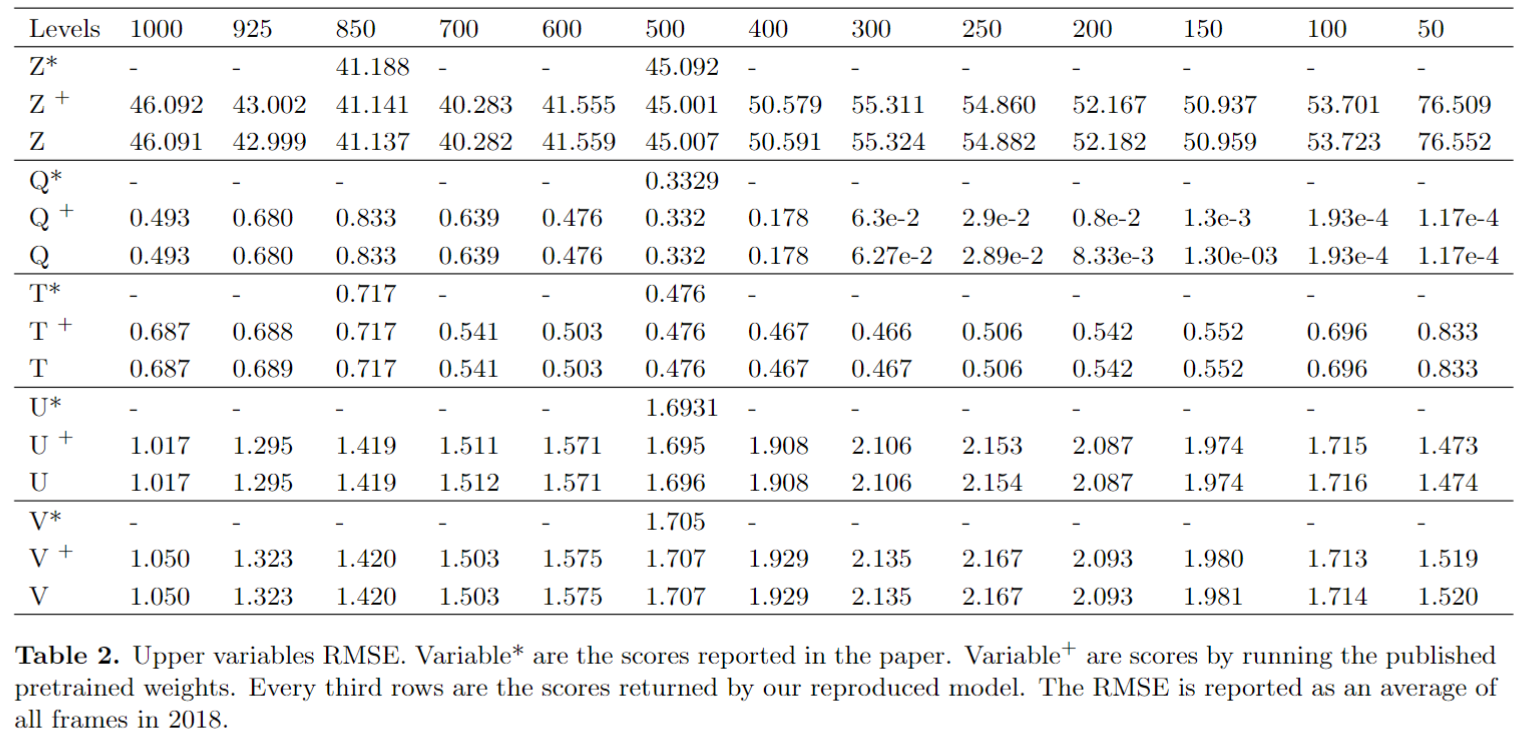 Levels 1000 925 850 700 600 500 400 300 250 200 150 100 50
Z* - - 41.188 - - 45.092 - - - - - - -
Z + 46.092 43.002 41.141 40.283 41.555 45.001 50.579 55.311 54.860 52.167 50.937 53.701 76.509
Z 46.091 42.999 41.137 40.282 41.559 45.007 50.591 55.324 54.882 52.182 50.959 53.723 76.552
Q* - - - - - 0.3329 - - - - - - -
Q + 0.493 0.680 0.833 0.639 0.476 0.332 0.178 6.3e-2 2.9e-2 0.8e-2 1.3e-3 1.93e-4 1.17e-4
Q 0.493 0.680 0.833 0.639 0.476 0.332 0.178 6.27e-2 2.89e-2 8.33e-3 1.30e-03 1.93e-4 1.17e-4
T* - - 0.717 - - 0.476 - - - - - - -
T + 0.687 0.688 0.717 0.541 0.503 0.476 0.467 0.466 0.506 0.542 0.552 0.696 0.833
T 0.687 0.689 0.717 0.541 0.503 0.476 0.467 0.467 0.506 0.542 0.552 0.696 0.833
U* - - - - - 1.6931 - - - - - - -
U + 1.017 1.295 1.419 1.511 1.571 1.695 1.908 2.106 2.153 2.087 1.974 1.715 1.473
U 1.017 1.295 1.419 1.512 1.571 1.696 1.908 2.106 2.154 2.087 1.974 1.716 1.474
V* - - - - - 1.705 - - - - - - -
V + 1.050 1.323 1.420 1.503 1.575 1.707 1.929 2.135 2.167 2.093 1.980 1.713 1.519
V 1.050 1.323 1.420 1.503 1.575 1.707 1.929 2.135 2.167 2.093 1.981 1.714 1.520
Table 2. Upper variables RMSE. Variable* are the scores reported in the paper. Variable+ are scores by running the published
pretrained weights. Every third rows are the scores returned by our reproduced model. The RMSE is reported as an average of
all frames in 2018.